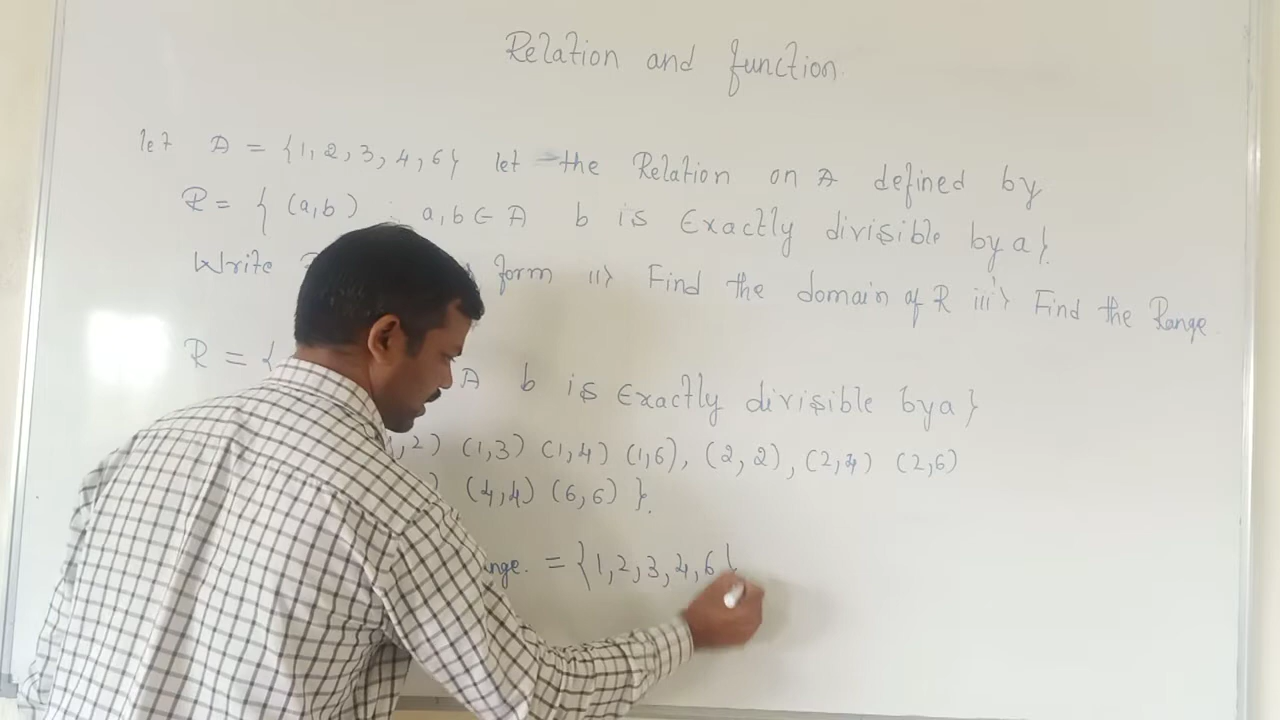 Relation and function.
let A = {1, 2, 3, 4, 6} let the Relation on A defined by
R = { (a,b) : a,b ∈ A b is Exactly divisible by a}.
Write form ii) Find the domain of R iii) Find the Range.
R = { A b is Exactly divisible by a}
,2) (1,3) (1,4) (1,6), (2,2), (2,4) (2,6)
) (4,4) (6,6) }.
nge. = {1,2,3,4,6}